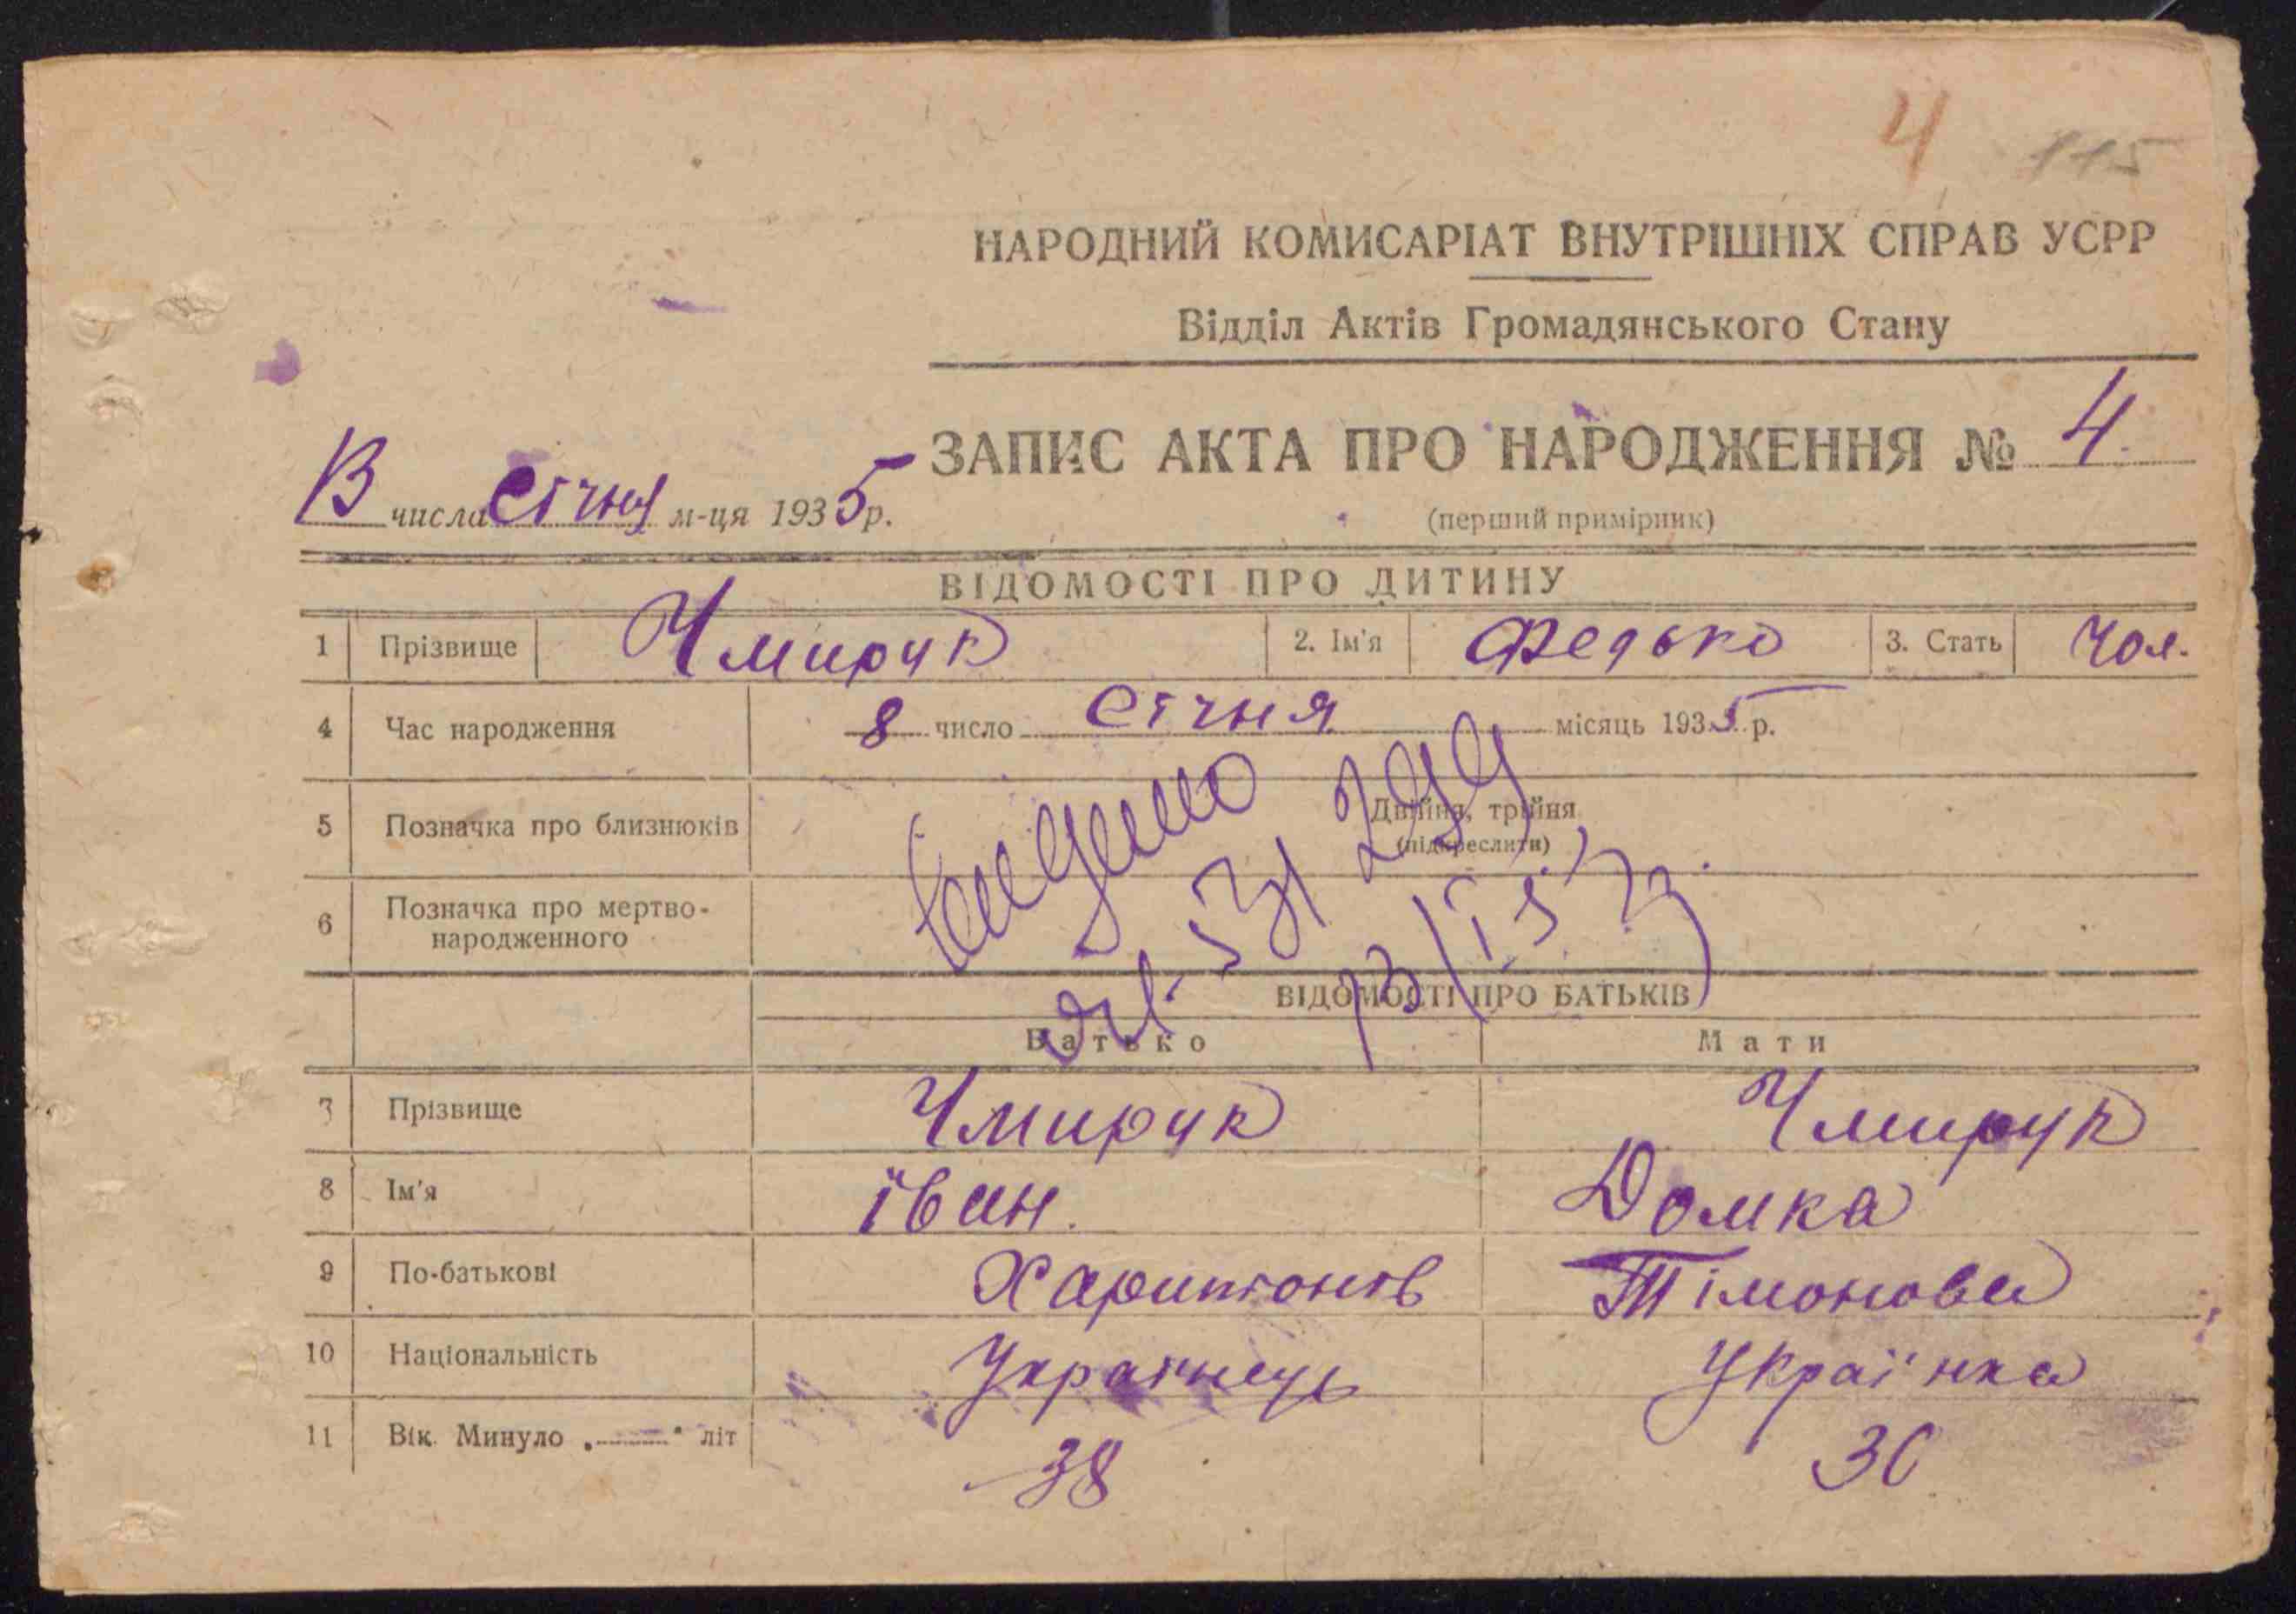 4 115
НАРОДНИЙ КОМИСАРІАТ ВНУТРІШНІХ СПРАВ УСРР
Відділ Актів Громадянського Стану
ЗАПИС АКТА ПРО НАРОДЖЕННЯ № 4.
13 числа січня м-ця 1935 р.
(перший примірник)
ВІДОМОСТІ ПРО ДИТИНУ
1 Прізвище Чмирук 2. Ім'я Федько 3. Стать Чол.
4 Час народження 8 число січня місяць 1935 р.
5 Позначка про близнюків Двійня, трійня
(підкреслити)
6 Позначка про мертво-
народженного
ВІДОМОСТІ ПРО БАТЬКІВ
Батько Мати
7 Прізвище Чмирук Чмирук
8 Ім'я Іван. Домка
9 По-батькові Харитонів Тімонова
10 Національність Українець Українка
11 Вік. Минуло „ “ літ 38 30